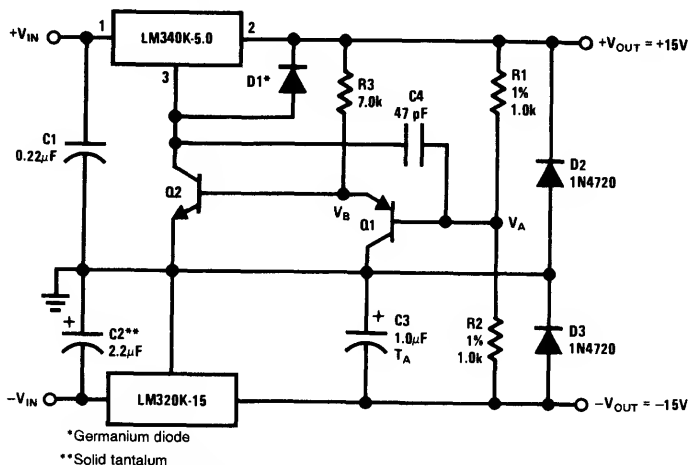 +VIN
1
LM340K-5.0
2
+VOUT = +15V
3
D1*
R3
7.0k
C4
47 pF
R1
1%
1.0k
C1
0.22μF
Q2
VB
Q1
VA
D2
1N4720
+
C2**
2.2μF
+
C3
1.0μF
TA
R2
1%
1.0k
D3
1N4720
-VIN
LM320K-15
-VOUT = -15V
*Germanium diode
**Solid tantalum